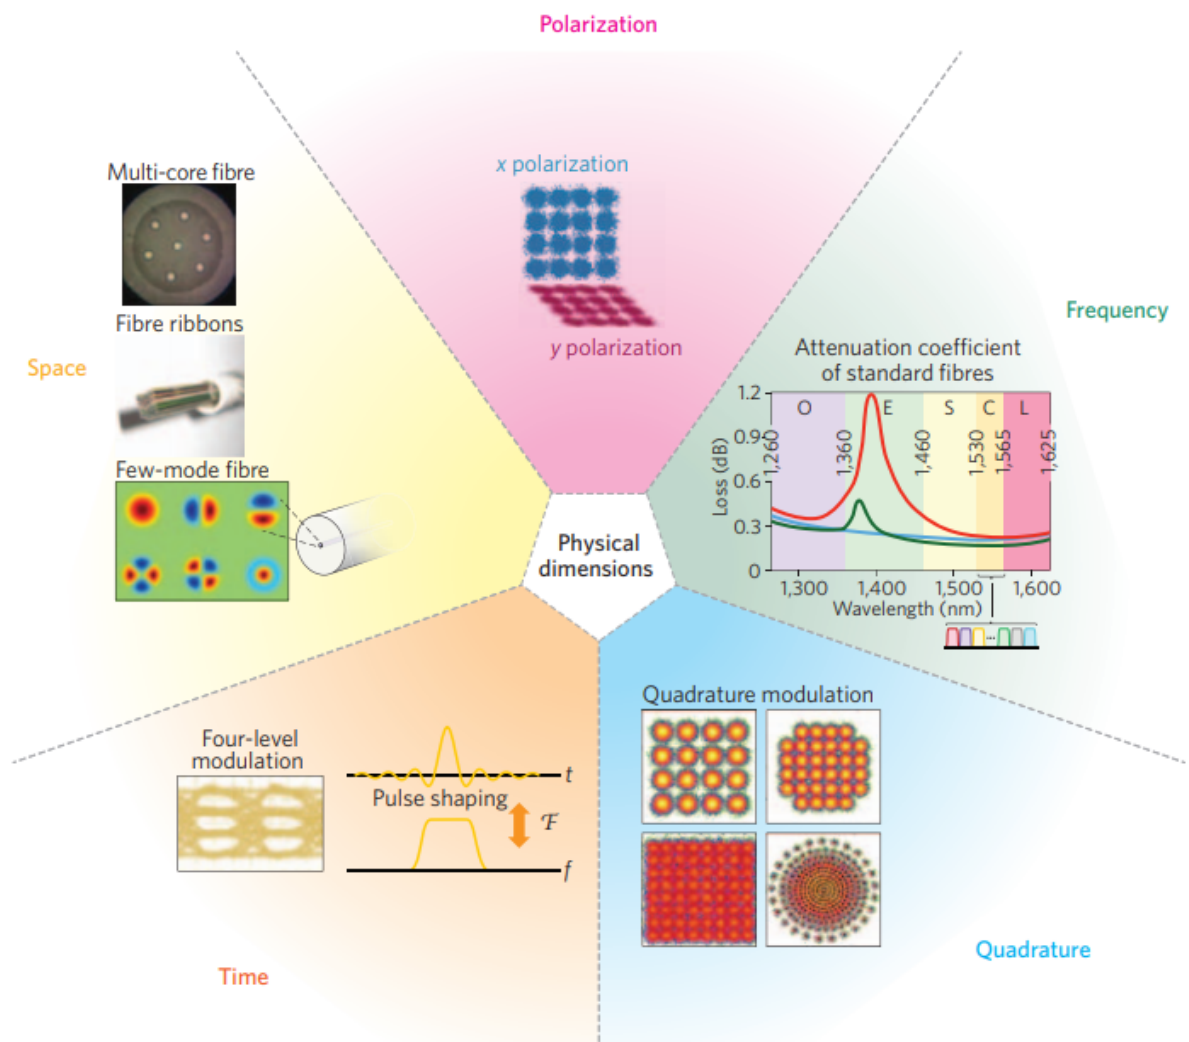 Polarization
x polarization
y polarization
Multi-core fibre
Fibre ribbons
Space
Few-mode fibre
Frequency
Attenuation coefficient
of standard fibres
1.2
0.9
0.6
0.3
0
Loss (dB)
O
E
S
C
L
1,260
1,360
1,460
1,530
1,565
1,625
1,300
1,400
1,500
1,600
Wavelength (nm)
...
Physical
dimensions
Quadrature modulation
Quadrature
Four-level
modulation
t
Pulse shaping
ℱ
f
Time